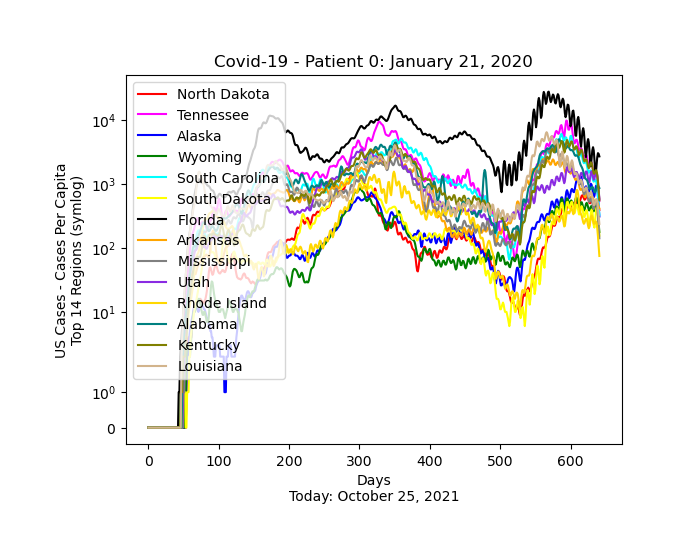 Covid-19 - Patient 0: January 21, 2020
US Cases - Cases Per Capita
Top 14 Regions (symlog)
10^4
10^3
10^2
10^1
10^0
0
North Dakota
Tennessee
Alaska
Wyoming
South Carolina
South Dakota
Florida
Arkansas
Mississippi
Utah
Rhode Island
Alabama
Kentucky
Louisiana
0 100 200 300 400 500 600
Days
Today: October 25, 2021